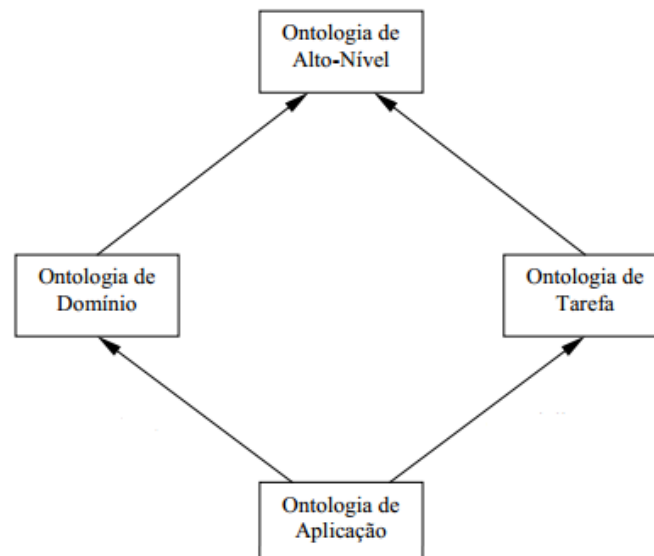 Ontologia de
Alto-Nível
Ontologia de
Domínio
Ontologia de
Tarefa
Ontologia de
Aplicação